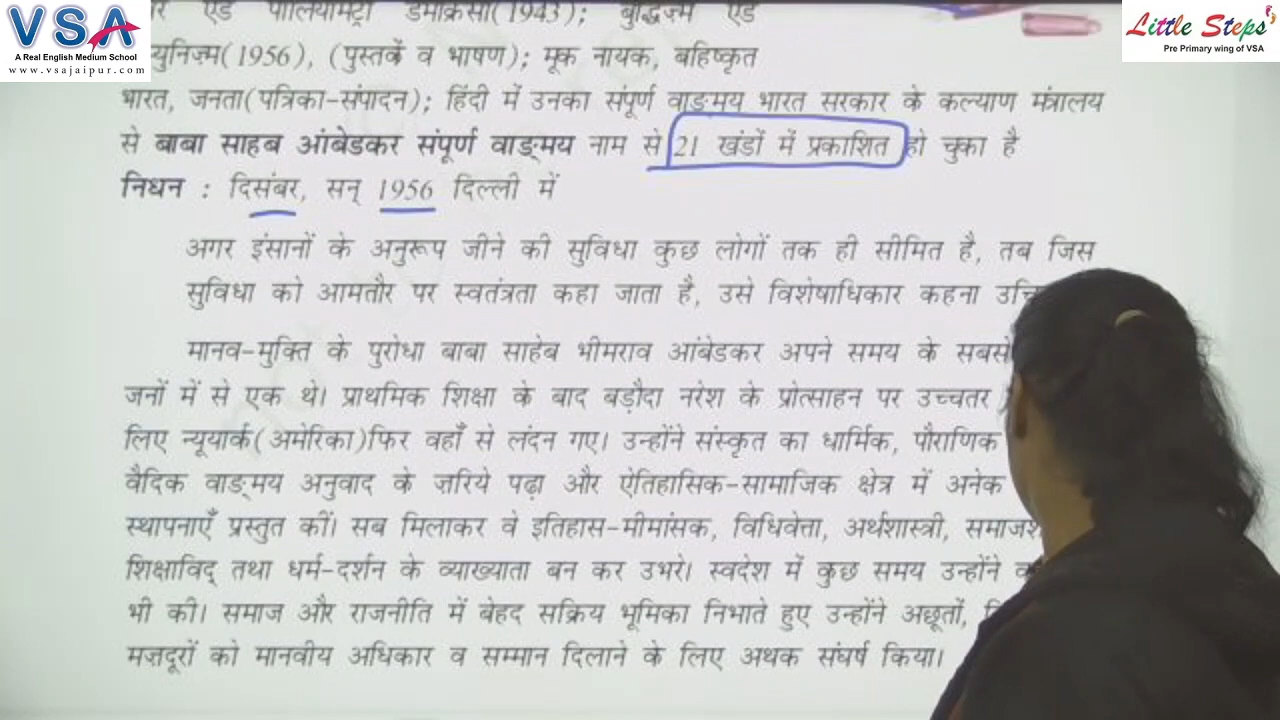 VSA
A Real English Medium School
www.vsajaipur.com
Little Steps
Pre Primary wing of VSA
एंड पार्लियामेंट्री डेमोक्रेसी(1943); बुद्धिज़्म एंड
(1956), (पुस्तकें व भाषण); मूक नायक, बहिष्कृत
भारत, जनता(पत्रिका-संपादन); हिंदी में उनका संपूर्ण वाङ्मय भारत सरकार के कल्याण मंत्रालय
से बाबा साहब आंबेडकर संपूर्ण वाङ्मय नाम से 21 खंडों में प्रकाशित हो चुका है
निधन : दिसंबर, सन् 1956 दिल्ली में
अगर इंसानों के अनुरूप जीने की सुविधा कुछ लोगों तक ही सीमित है, तब जिस
सुविधा को आमतौर पर स्वतंत्रता कहा जाता है, उसे विशेषाधिकार कहना
मानव-मुक्ति के पुरोधा बाबा साहेब भीमराव आंबेडकर अपने समय के
जनों में से एक थे। प्राथमिक शिक्षा के बाद बड़ौदा नरेश के प्रोत्साहन पर उच्चतर
लिए न्यूयार्क(अमेरिका)फिर वहाँ से लंदन गए। उन्होंने संस्कृत का धार्मिक, पौराणिक
वैदिक वाङ्मय अनुवाद के ज़रिये पढ़ा और ऐतिहासिक-सामाजिक क्षेत्र में अनेक
स्थापनाएँ प्रस्तुत कीं। सब मिलाकर वे इतिहास-मीमांसक, विधिवेत्ता, अर्थशास्त्री,
शिक्षाविद् तथा धर्म-दर्शन के व्याख्याता बन कर उभरे। स्वदेश में कुछ समय उन्होंने
भी की। समाज और राजनीति में बेहद सक्रिय भूमिका निभाते हुए उन्होंने अछूतों,
मज़दूरों को मानवीय अधिकार व सम्मान दिलाने के लिए अथक संघर्ष किया।